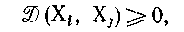 𝒟(X_i, X_j) ⩾ 0,